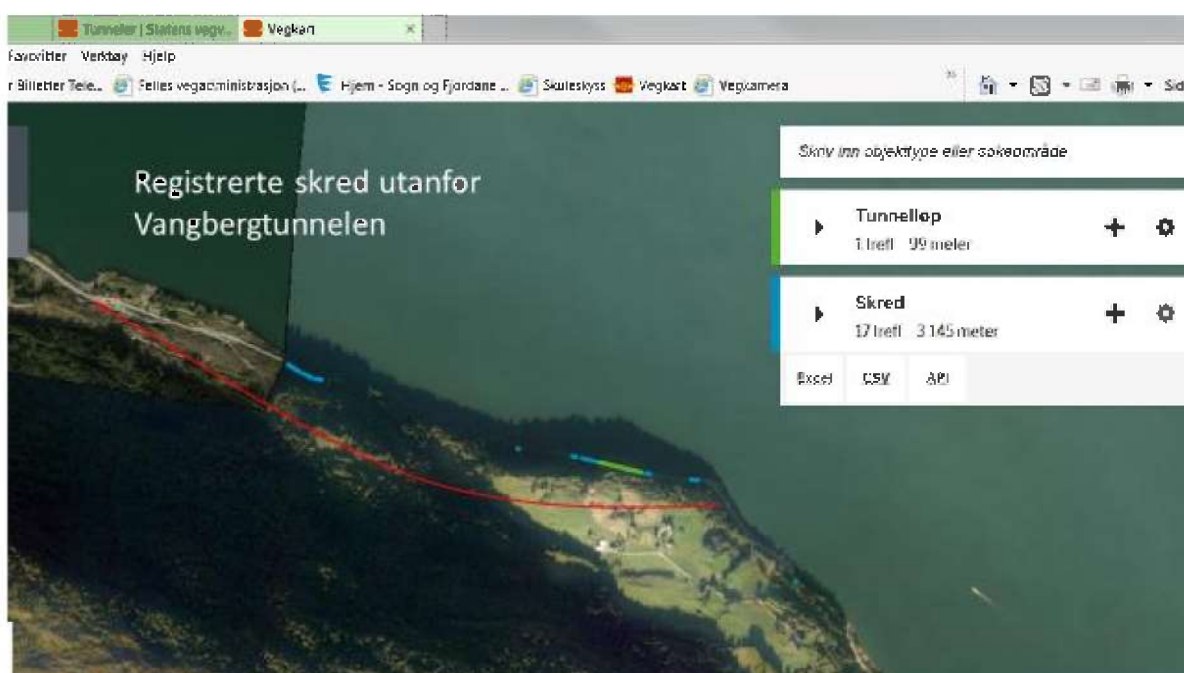 Tunneler | Statens vegv...
Vegkart
Favoritter Verktøy Hjelp
r Billetter Tele... Felles vegadministrasjon (... Hjem - Sogn og Fjordane ... Skuleskyss Vegkart Vegkamera Sid
Skriv inn objekttype eller søkeområde
Registrerte skred utanfor
Vangbergtunnelen
Tunnelløp
1 treff 99 meter
Skred
17 treff 3 145 meter
Excel CSV API